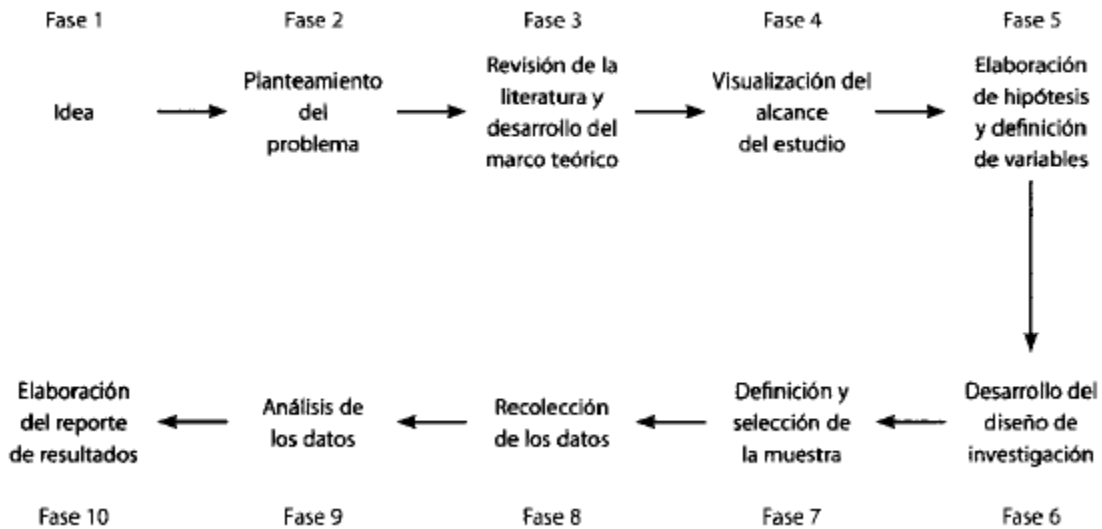 Fase 1
Fase 2
Fase 3
Fase 4
Fase 5
Idea
Planteamiento
del
problema
Revisión de la
literatura y
desarrollo del
marco teórico
Visualización del
alcance
del estudio
Elaboración
de hipótesis
y definición
de variables
Desarrollo del
diseño de
investigación
Definición y
selección de
la muestra
Recolección
de los datos
Análisis de
los datos
Elaboración
del reporte
de resultados
Fase 10
Fase 9
Fase 8
Fase 7
Fase 6